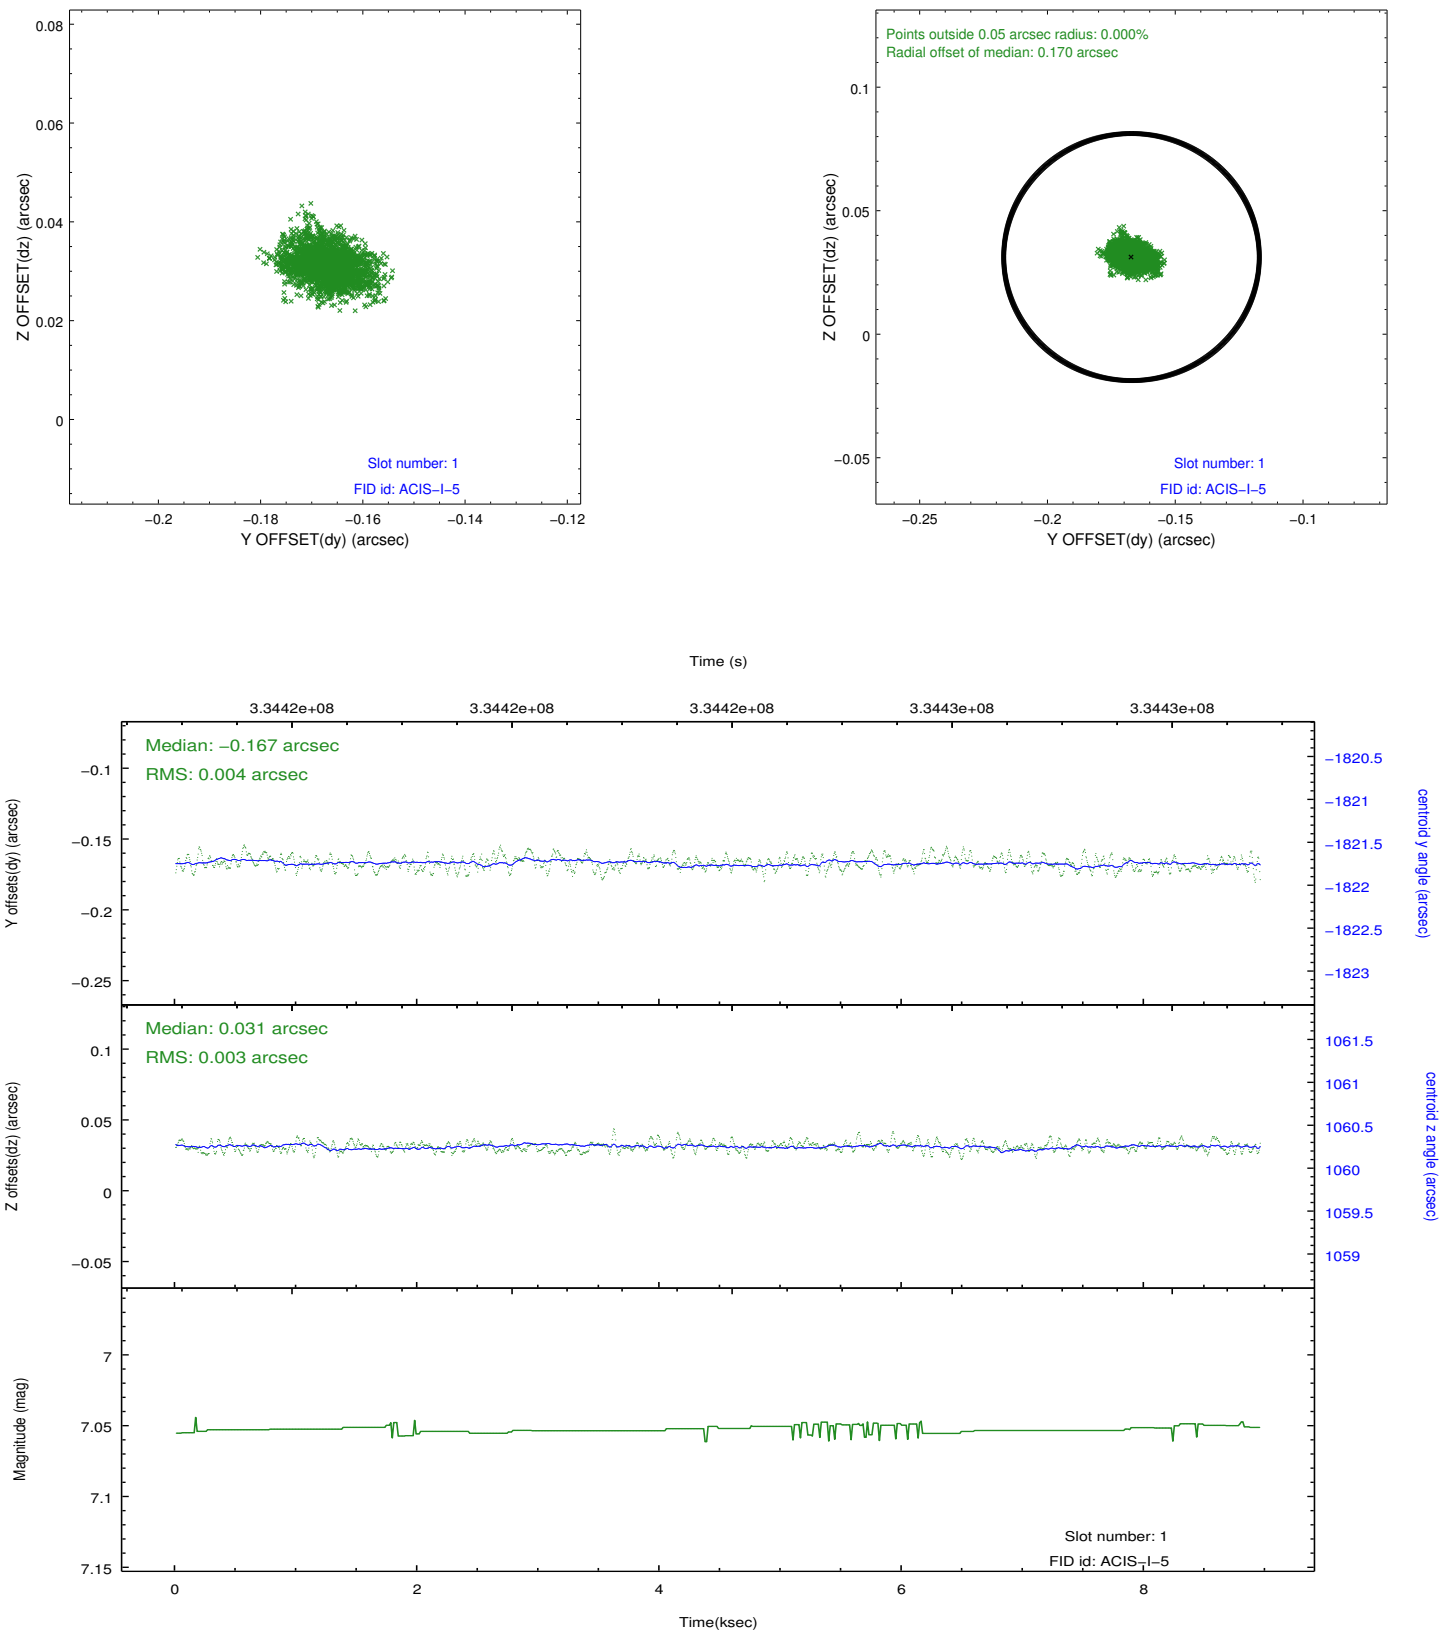 0.08
0.06
0.04
0.02
0
Z OFFSET(dz) (arcsec)
Slot number: 1
FID id: ACIS−I−5
−0.2 −0.18 −0.16 −0.14 −0.12
Y OFFSET(dy) (arcsec)
Points outside 0.05 arcsec radius: 0.000%
Radial offset of median: 0.170 arcsec
0.1
0.05
0
−0.05
Z OFFSET(dz) (arcsec)
Slot number: 1
FID id: ACIS−I−5
−0.25 −0.2 −0.15 −0.1
Y OFFSET(dy) (arcsec)
Time (s)
3.3442e+08 3.3442e+08 3.3442e+08 3.3443e+08 3.3443e+08
Median: −0.167 arcsec
RMS: 0.004 arcsec
−0.1
−0.15
−0.2
−0.25
Y offsets(dy) (arcsec)
−1820.5
−1821
−1821.5
−1822
−1822.5
−1823
centroid y angle (arcsec)
Median: 0.031 arcsec
RMS: 0.003 arcsec
0.1
0.05
0
−0.05
Z offsets(dz) (arcsec)
1061.5
1061
1060.5
1060
1059.5
1059
centroid z angle (arcsec)
7
7.05
7.1
7.15
Magnitude (mag)
Slot number: 1
FID id: ACIS−I−5
0 2 4 6 8
Time(ksec)